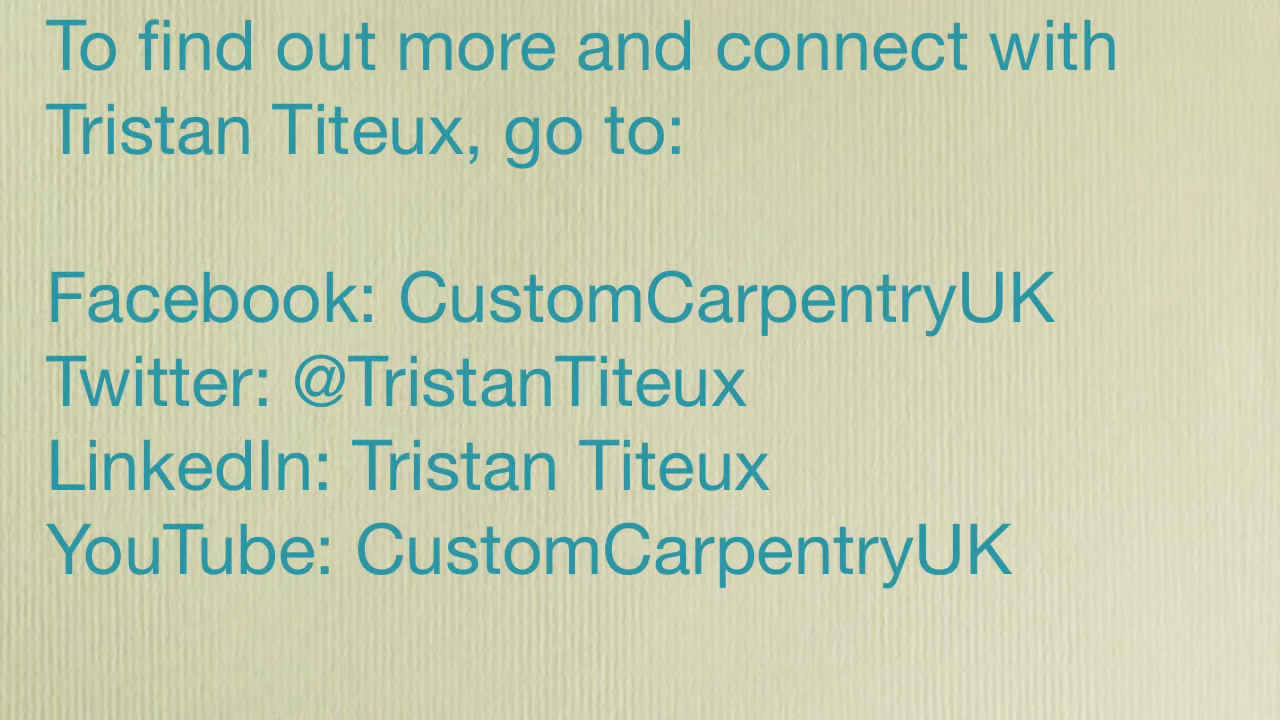 To find out more and connect with
Tristan Titeux, go to:
Facebook: CustomCarpentryUK
Twitter: @TristanTiteux
LinkedIn: Tristan Titeux
YouTube: CustomCarpentryUK